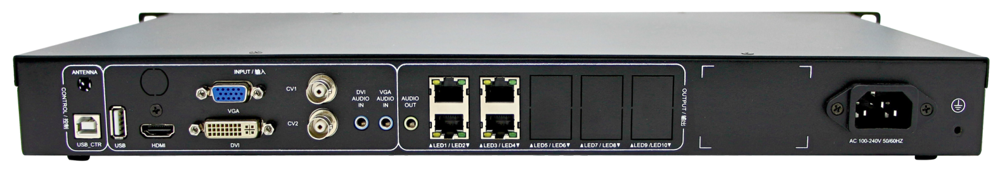 ANTENNA
CONTROL / 控制
USB_CTR
INPUT / 输入
USB
HDMI
VGA
DVI
CV1
CV2
DVI
AUDIO
IN
VGA
AUDIO
IN
AUDIO
OUT
▲LED1 / LED2▼
▲LED3 / LED4▼
▲LED5 / LED6▼
▲LED7 / LED8▼
▲LED9 /LED10▼
OUTPUT / 输出
AC 100-240V 50/60HZ